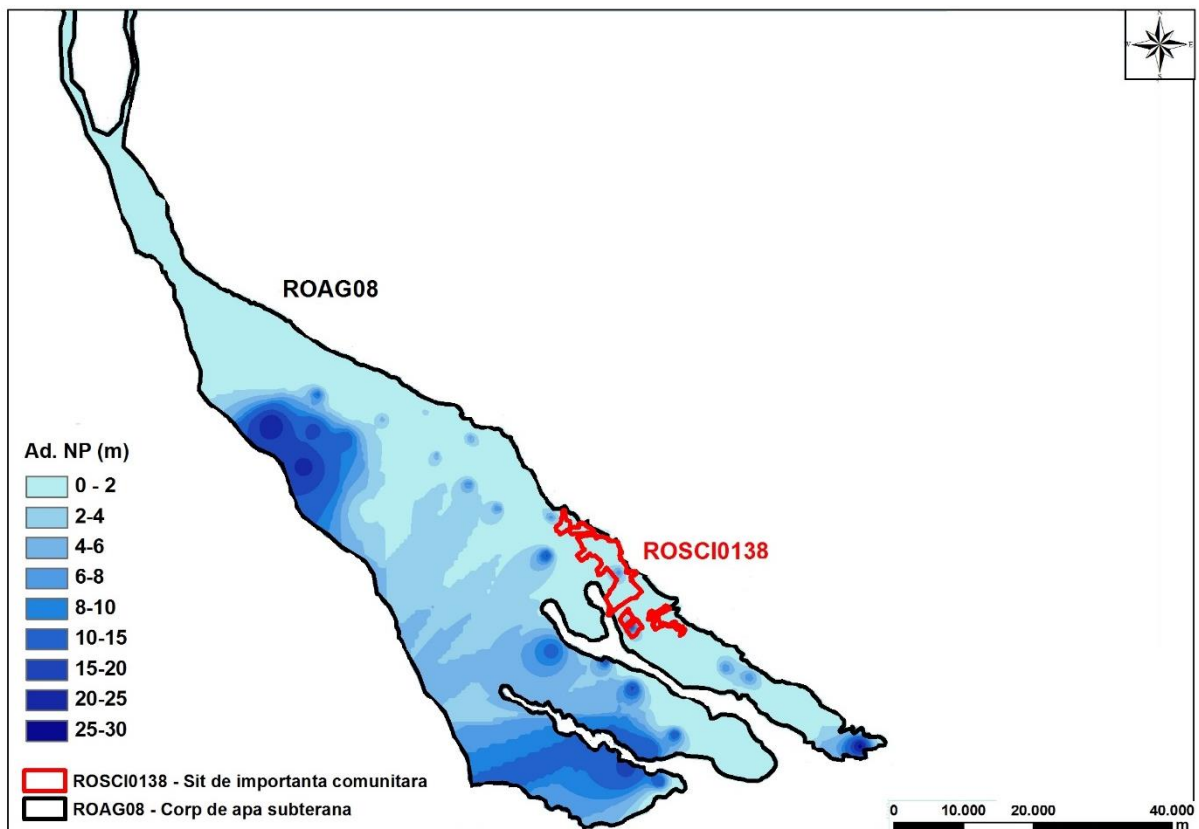 N
V
E
S
ROAG08
ROSCI0138
Ad. NP (m)
0 - 2
2-4
4-6
6-8
8-10
10-15
15-20
20-25
25-30
ROSCI0138 - Sit de importanta comunitara
ROAG08 - Corp de apa subterana
0 10.000 20.000 40.000
m